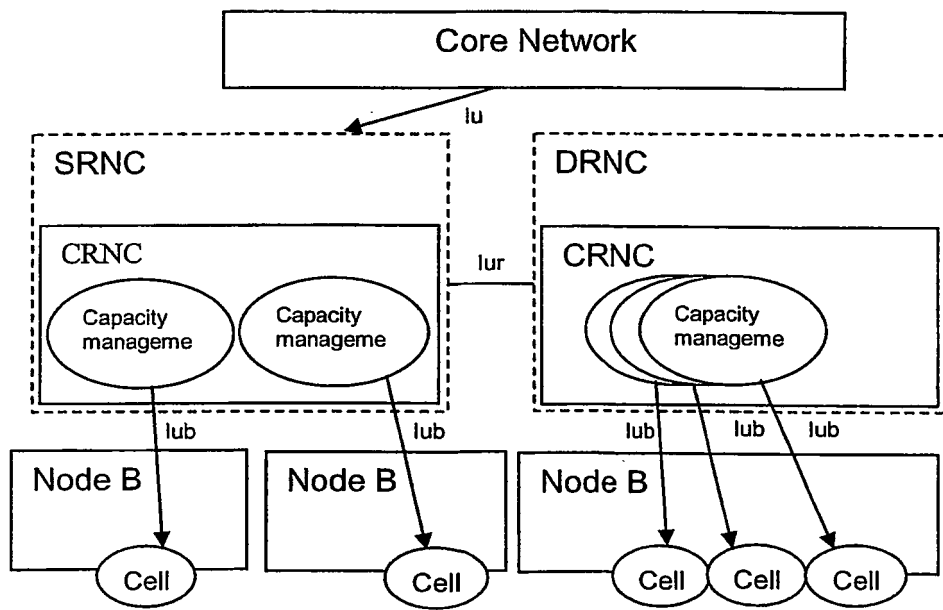 Core Network
Iu
SRNC
DRNC
CRNC
Iur
CRNC
Capacity
manageme
Capacity
manageme
Capacity
manageme
Iub
Iub
Iub
Iub
Iub
Node B
Node B
Node B
Cell
Cell
Cell
Cell
Cell